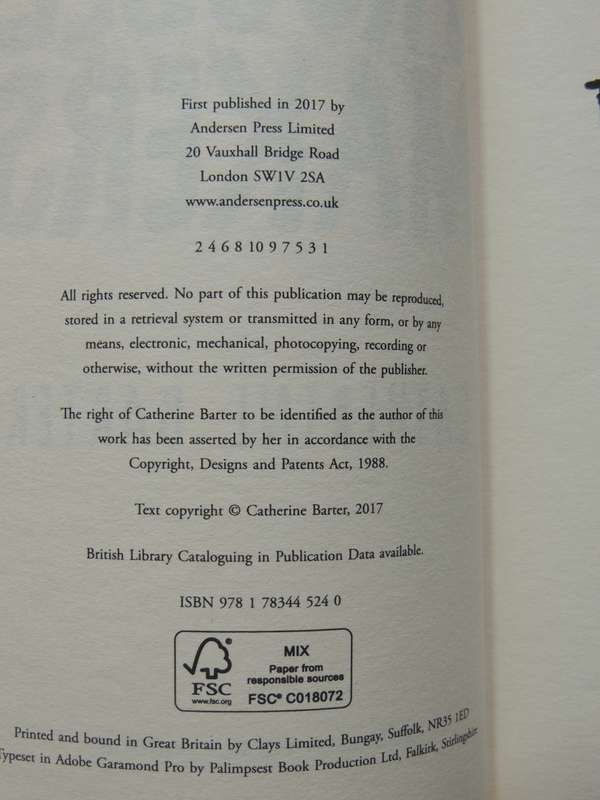 First published in 2017 by
Andersen Press Limited
20 Vauxhall Bridge Road
London SW1V 2SA
www.andersenpress.co.uk
2 4 6 8 10 9 7 5 3 1
All rights reserved. No part of this publication may be reproduced,
stored in a retrieval system or transmitted in any form, or by any
means, electronic, mechanical, photocopying, recording or
otherwise, without the written permission of the publisher.
The right of Catherine Barter to be identified as the author of this
work has been asserted by her in accordance with the
Copyright, Designs and Patents Act, 1988.
Text copyright © Catherine Barter, 2017
British Library Cataloguing in Publication Data available.
ISBN 978 1 78344 524 0
FSC
www.fsc.org
MIX
Paper from
responsible sources
FSC® C018072
Printed and bound in Great Britain by Clays Limited, Bungay, Suffolk, NR35 1ED
Typeset in Adobe Garamond Pro by Palimpsest Book Production Ltd, Falkirk, Stirlingshire